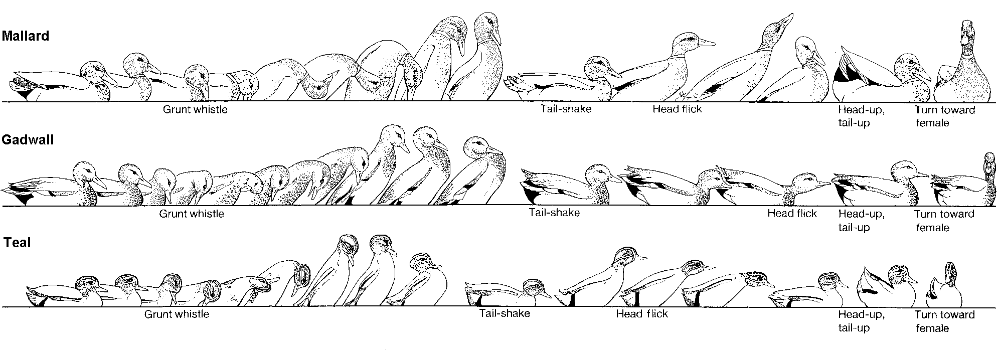 Mallard
Grunt whistle
Tail-shake
Head flick
Head-up,
tail-up
Turn toward
female
Gadwall
Grunt whistle
Tail-shake
Head flick
Head-up,
tail-up
Turn toward
female
Teal
Grunt whistle
Tail-shake
Head flick
Head-up,
tail-up
Turn toward
female